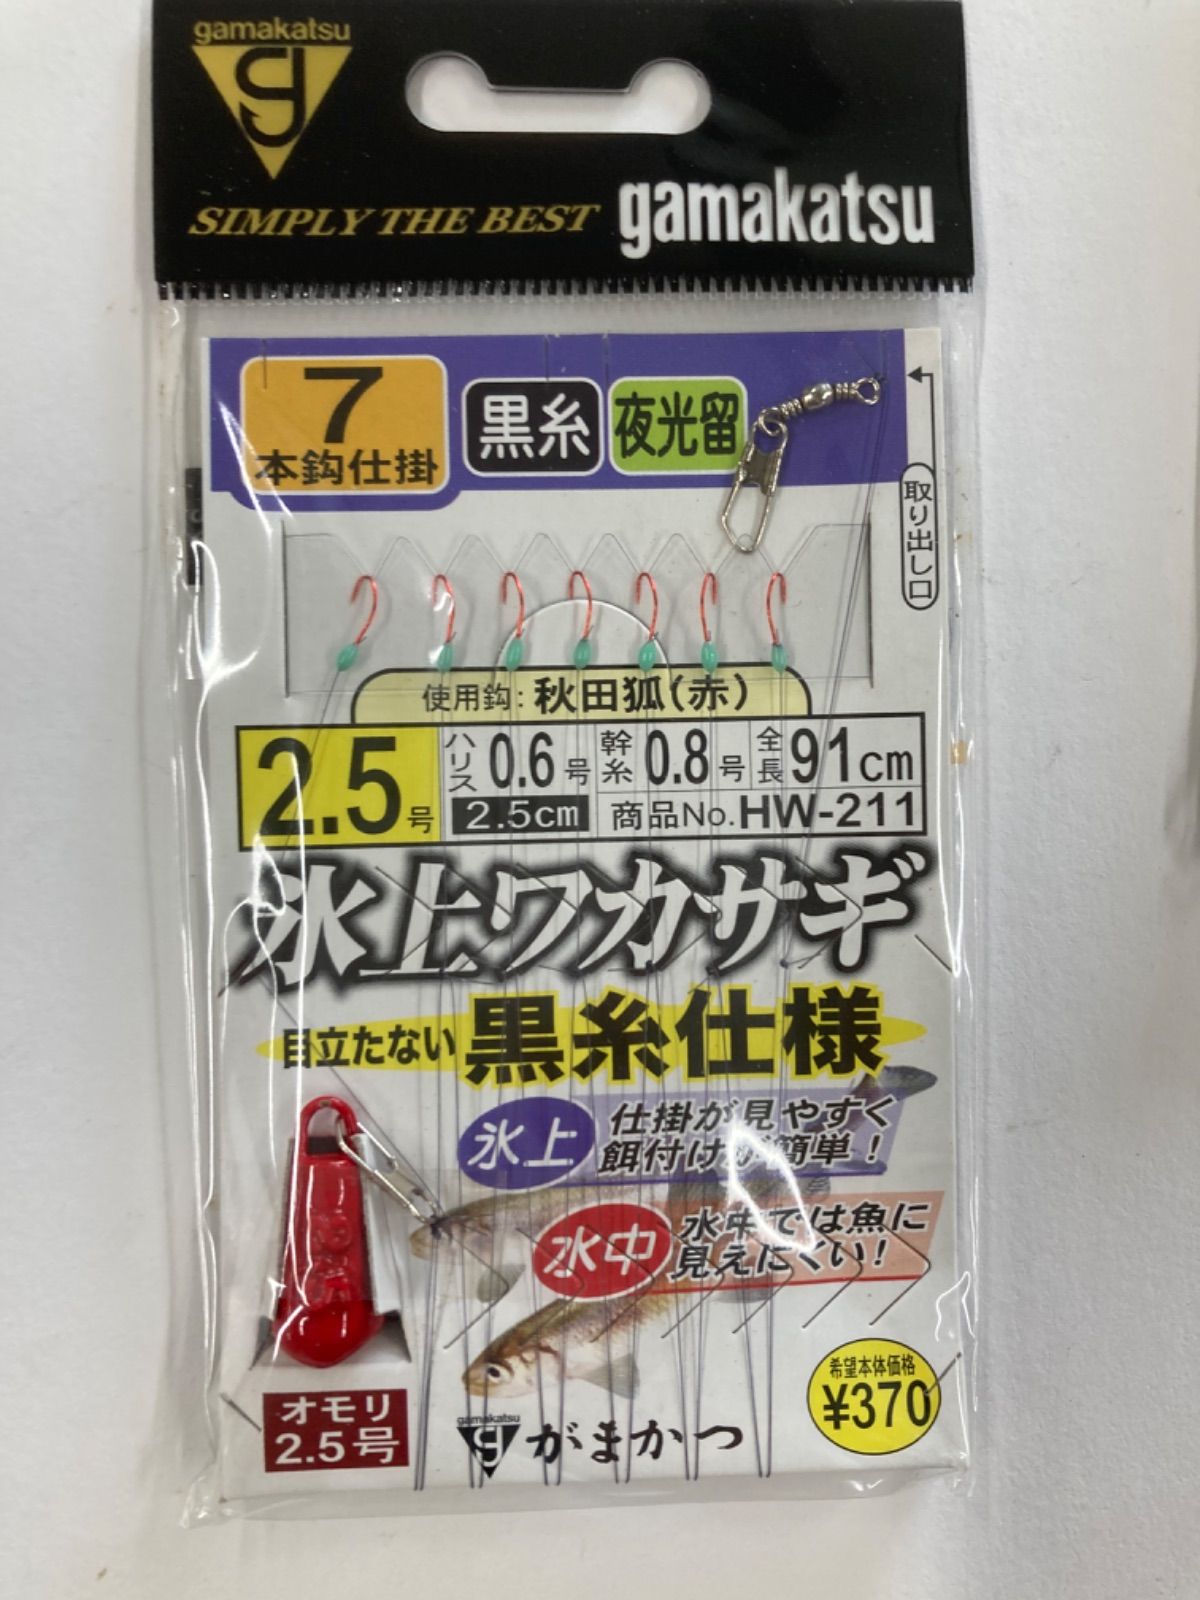 gamakatsu
SIMPLY THE BEST
gamakatsu
7
本鈎仕掛
黒糸
夜光留
取り出し口
使用鈎:秋田狐(赤)
2.5号
ハリス 0.6号
2.5cm
幹糸 0.8号
全長 91cm
商品No. HW-211
氷上ワカサギ
目立たない 黒糸仕様
氷上
仕掛が見やすく
餌付けが簡単!
水中
水中では魚に
見えにくい!
オモリ
2.5号
gamakatsu
がまかつ
希望本体価格
¥370